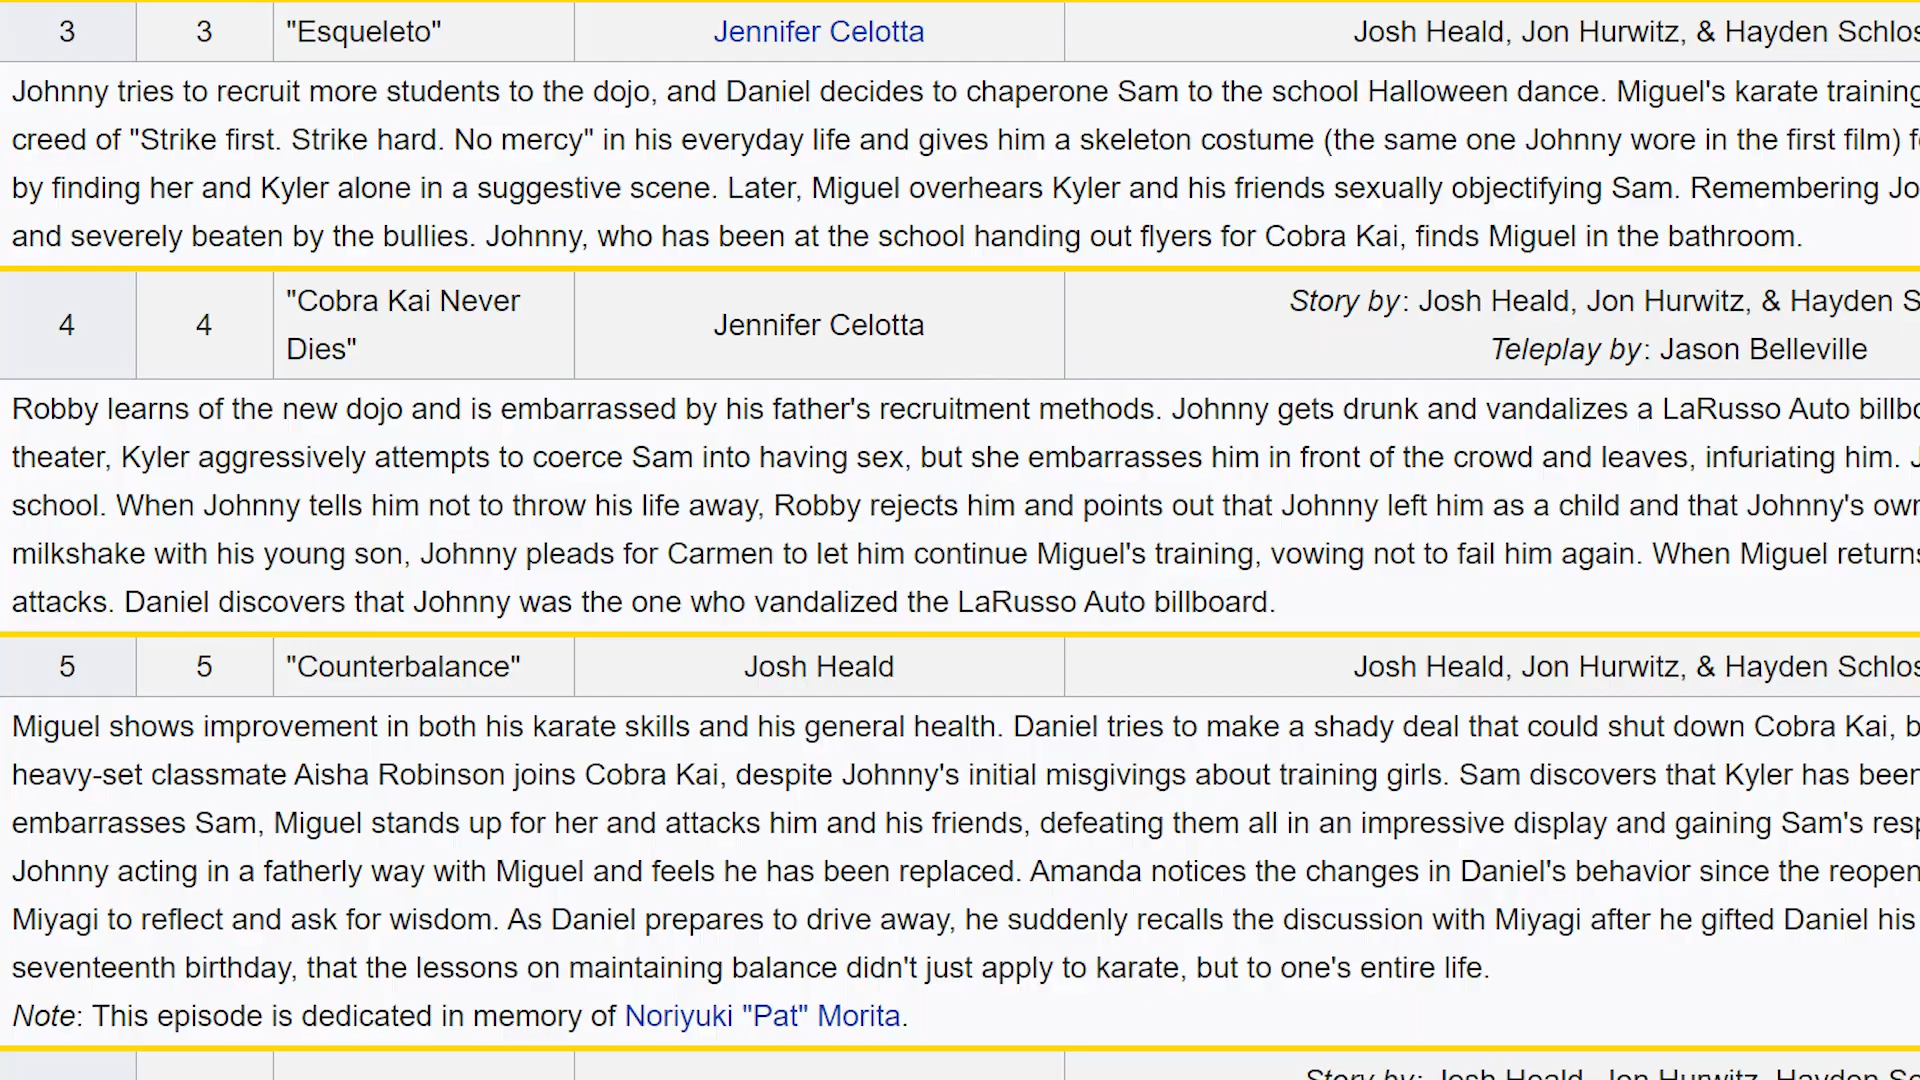 3 3 "Esqueleto" Jennifer Celotta Josh Heald, Jon Hurwitz, & Hayden
Johnny tries to recruit more students to the dojo, and Daniel decides to chaperone Sam to the school Halloween dance. Miguel's karate training
creed of "Strike first. Strike hard. No mercy" in his everyday life and gives him a skeleton costume (the same one Johnny wore in the first film)
by finding her and Kyler alone in a suggestive scene. Later, Miguel overhears Kyler and his friends sexually objectifying Sam. Remembering
and severely beaten by the bullies. Johnny, who has been at the school handing out flyers for Cobra Kai, finds Miguel in the bathroom.
4 4 "Cobra Kai Never
Dies" Jennifer Celotta Story by: Josh Heald, Jon Hurwitz, & Hayden
Teleplay by: Jason Belleville
Robby learns of the new dojo and is embarrassed by his father's recruitment methods. Johnny gets drunk and vandalizes a LaRusso Auto
theater, Kyler aggressively attempts to coerce Sam into having sex, but she embarrasses him in front of the crowd and leaves, infuriating him.
school. When Johnny tells him not to throw his life away, Robby rejects him and points out that Johnny left him as a child and that Johnny's own
milkshake with his young son, Johnny pleads for Carmen to let him continue Miguel's training, vowing not to fail him again. When Miguel returns
attacks. Daniel discovers that Johnny was the one who vandalized the LaRusso Auto billboard.
5 5 "Counterbalance" Josh Heald Josh Heald, Jon Hurwitz, & Hayden
Miguel shows improvement in both his karate skills and his general health. Daniel tries to make a shady deal that could shut down Cobra Kai,
heavy-set classmate Aisha Robinson joins Cobra Kai, despite Johnny's initial misgivings about training girls. Sam discovers that Kyler has been
embarrasses Sam, Miguel stands up for her and attacks him and his friends, defeating them all in an impressive display and gaining Sam's
Johnny acting in a fatherly way with Miguel and feels he has been replaced. Amanda notices the changes in Daniel's behavior since the
Miyagi to reflect and ask for wisdom. As Daniel prepares to drive away, he suddenly recalls the discussion with Miyagi after he gifted Daniel his
seventeenth birthday, that the lessons on maintaining balance didn't just apply to karate, but to one's entire life.
Note: This episode is dedicated in memory of Noriyuki "Pat" Morita.
Story by: Josh Heald, Jon Hurwitz, Hayden